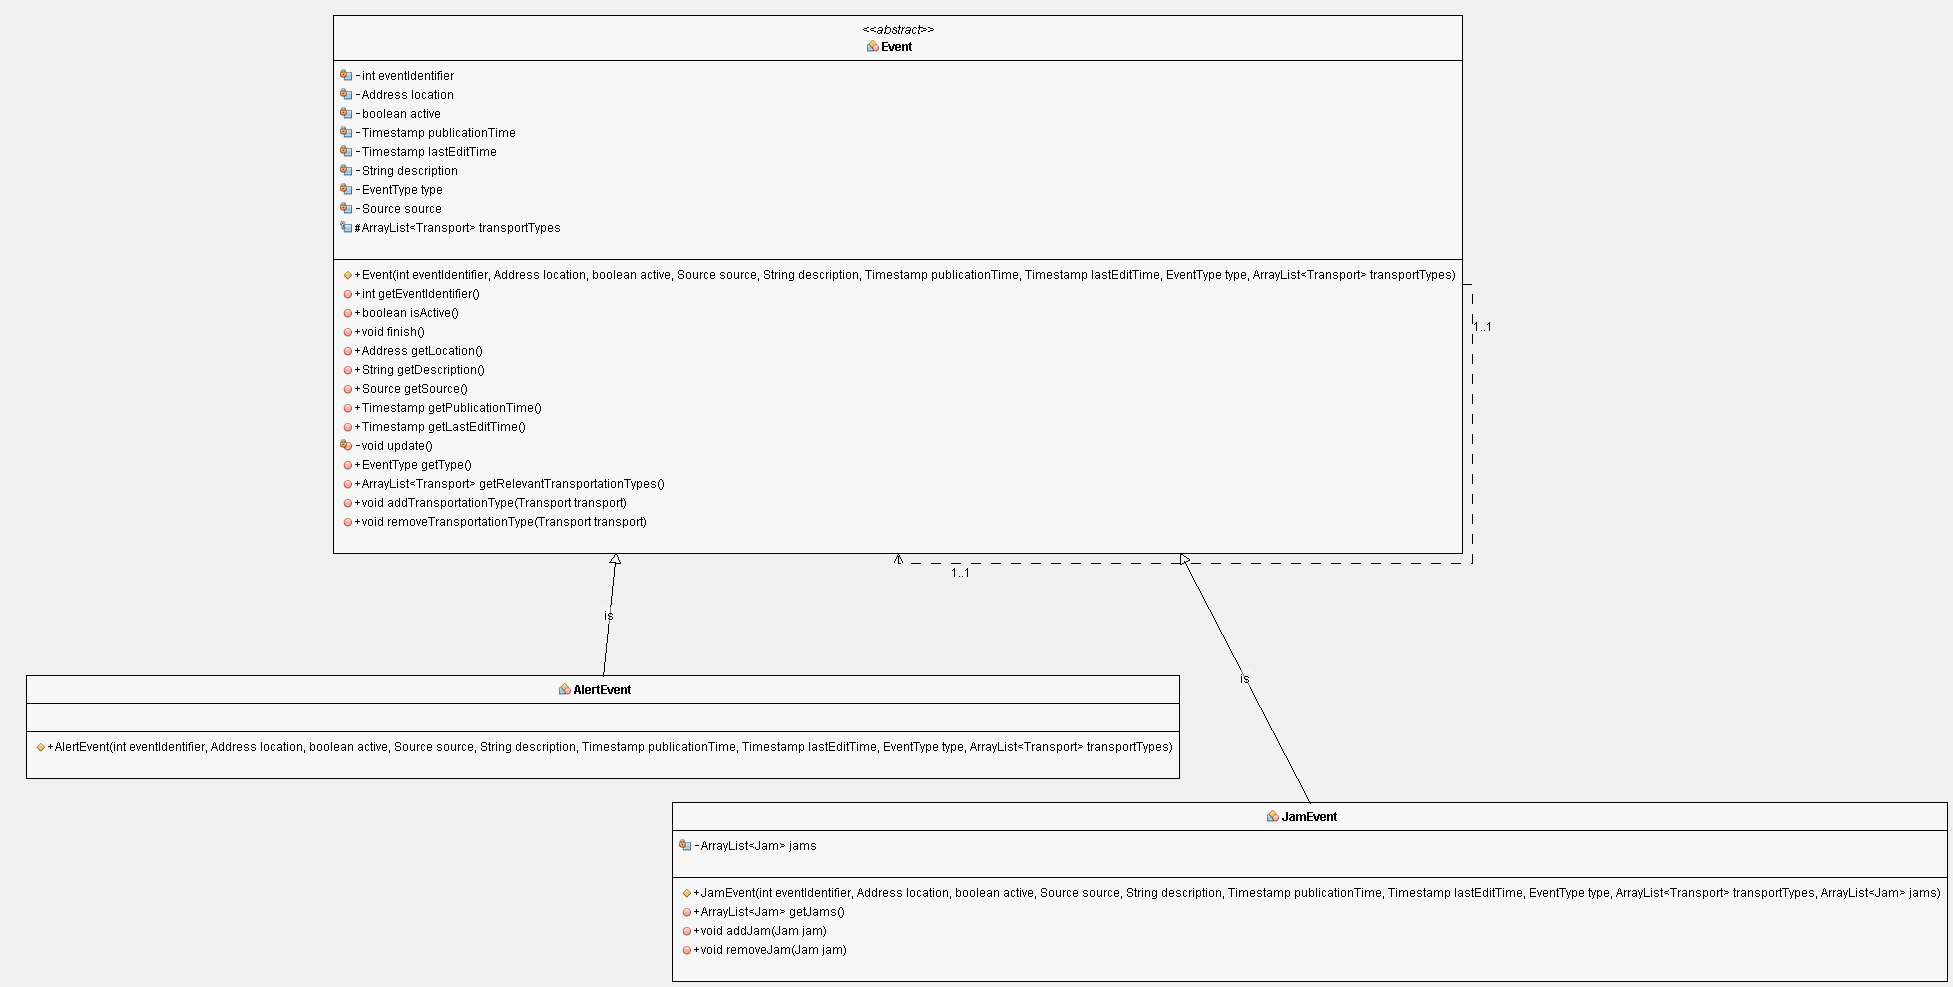 <<abstract>>
Event
-int eventIdentifier
-Address location
-boolean active
-Timestamp publicationTime
-Timestamp lastEditTime
-String description
-EventType type
-Source source
#ArrayList<Transport> transportTypes
+Event(int eventIdentifier, Address location, boolean active, Source source, String description, Timestamp publicationTime, Timestamp lastEditTime, EventType type, ArrayList<Transport> transportTypes)
+int getEventIdentifier()
+boolean isActive()
+void finish()
1..1
+Address getLocation()
+String getDescription()
+Source getSource()
+Timestamp getPublicationTime()
+Timestamp getLastEditTime()
-void update()
+EventType getType()
+ArrayList<Transport> getRelevantTransportationTypes()
+void addTransportationType(Transport transport)
+void removeTransportationType(Transport transport)
1..1
is
is
AlertEvent
+AlertEvent(int eventIdentifier, Address location, boolean active, Source source, String description, Timestamp publicationTime, Timestamp lastEditTime, EventType type, ArrayList<Transport> transportTypes)
JamEvent
-ArrayList<Jam> jams
+JamEvent(int eventIdentifier, Address location, boolean active, Source source, String description, Timestamp publicationTime, Timestamp lastEditTime, EventType type, ArrayList<Transport> transportTypes, ArrayList<Jam> jams)
+ArrayList<Jam> getJams()
+void addJam(Jam jam)
+void removeJam(Jam jam)